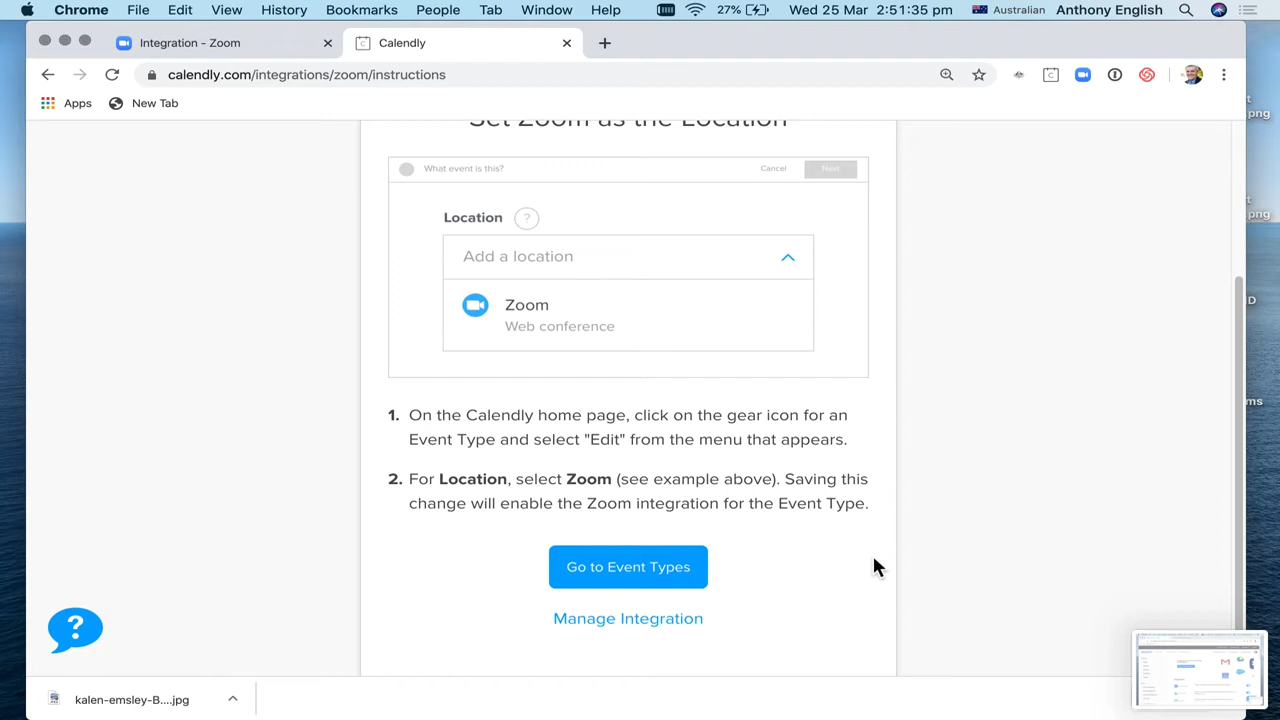 Chrome File Edit View History Bookmarks People Tab Window Help 27% Wed 25 Mar 2:51:35 pm Australian Anthony English
Integration - Zoom Calendly
calendly.com/integrations/zoom/instructions
Apps New Tab
Set Zoom as the Location
What event is this? Cancel Next
Location ?
Add a location
Zoom
Web conference
1. On the Calendly home page, click on the gear icon for an
Event Type and select "Edit" from the menu that appears.
2. For Location, select Zoom (see example above). Saving this
change will enable the Zoom integration for the Event Type.
Go to Event Types
Manage Integration
?
kalen-emsley-B....
t
png
t
png
D
ms